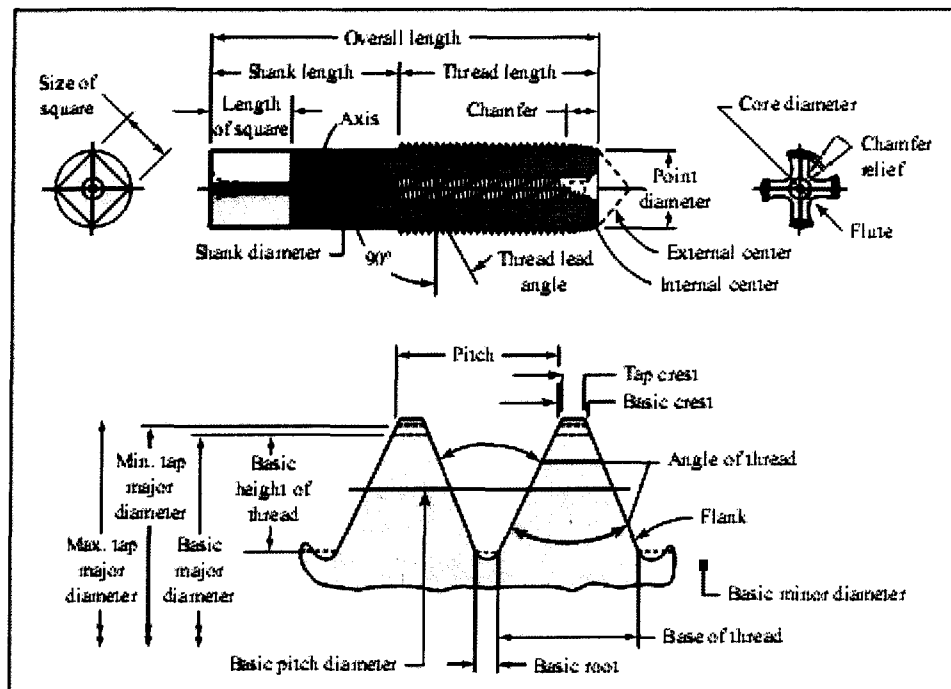 Overall length
Shank length
Thread length
Size of
square
Length
of square
Axis
Chamfer
Core diameter
Chamfer
relief
Point
diameter
Flute
Shank diameter
90°
Thread lead
angle
External center
Internal center
Pitch
Tap crest
Basic crest
Min. tap
major
diameter
Basic
height of
thread
Angle of thread
Flank
Max. tap
major
diameter
Basic
major
diameter
Basic minor diameter
Base of thread
Basic pitch diameter
Basic root